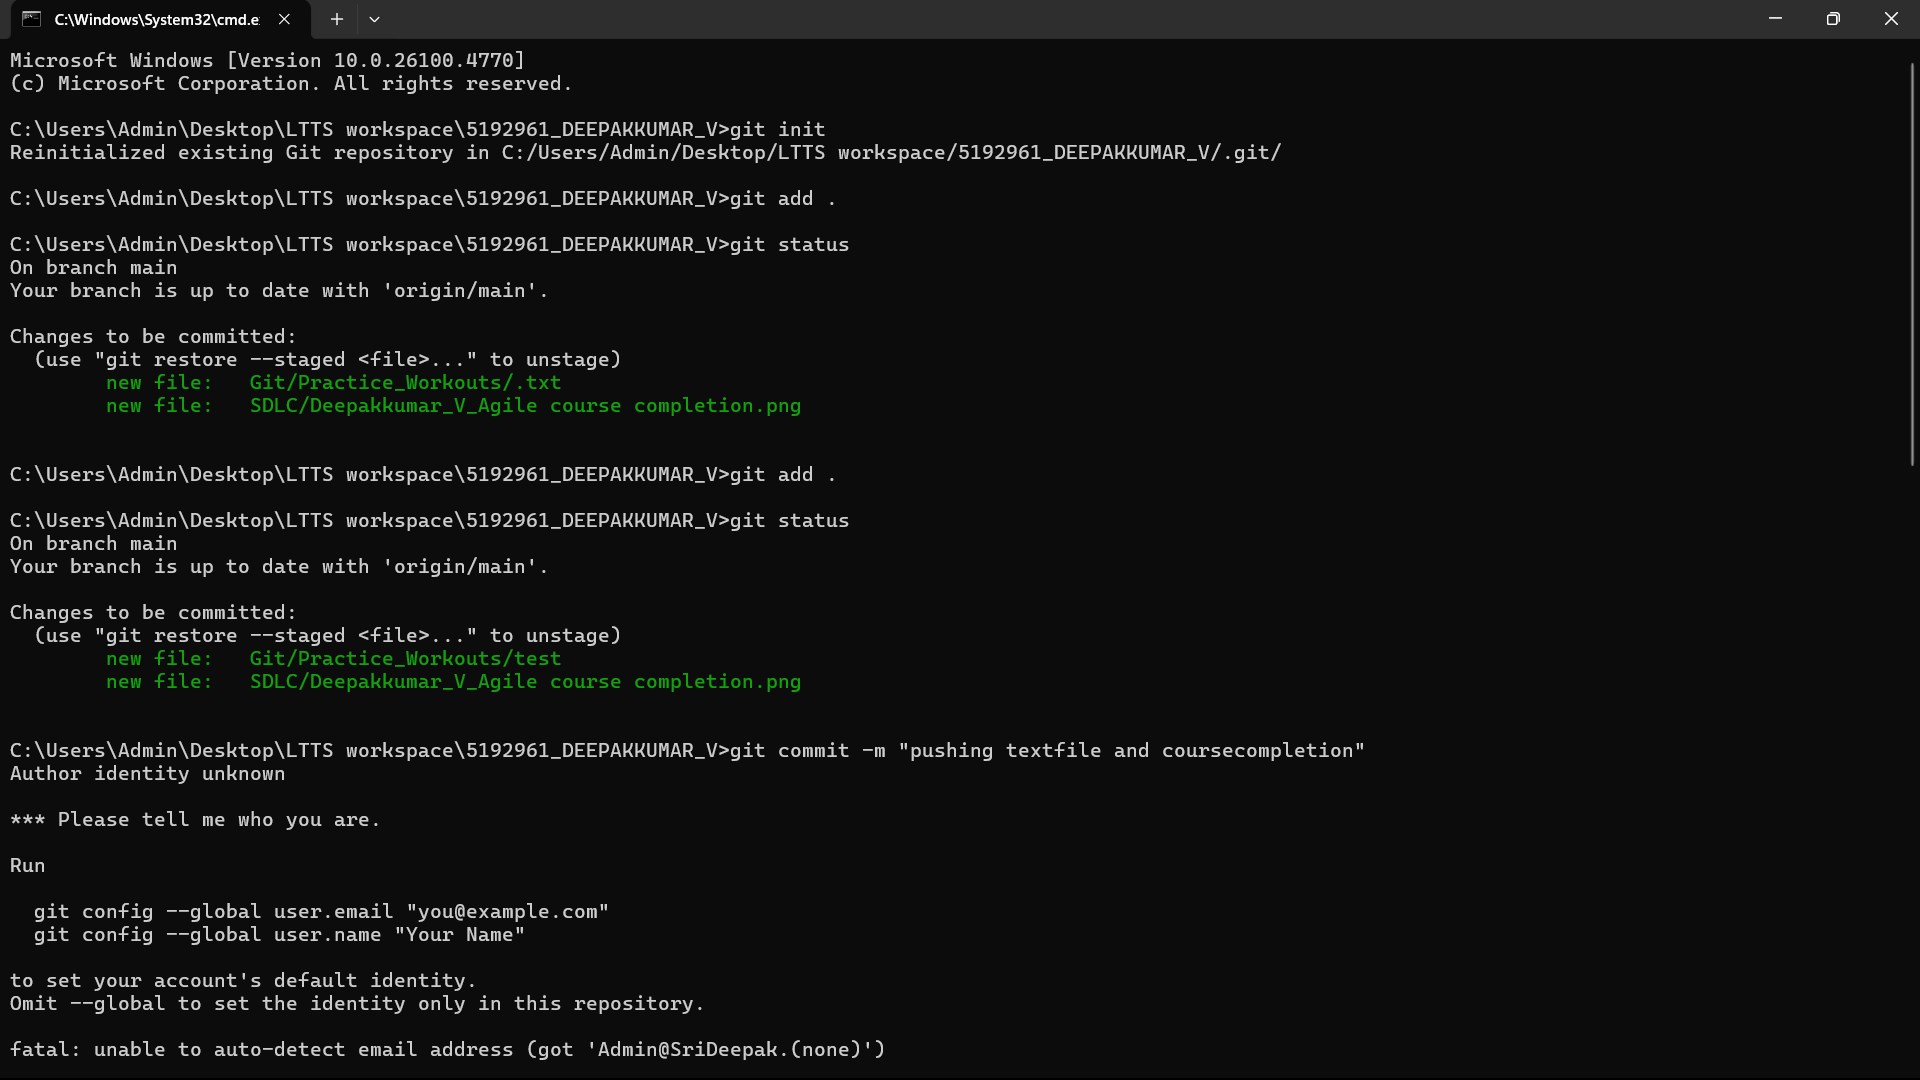 C:\Windows\System32\cmd.e
Microsoft Windows [Version 10.0.26100.4770]
(c) Microsoft Corporation. All rights reserved.
C:\Users\Admin\Desktop\LTTS workspace\5192961_DEEPAKKUMAR_V>git init
Reinitialized existing Git repository in C:/Users/Admin/Desktop/LTTS workspace/5192961_DEEPAKKUMAR_V/.git/
C:\Users\Admin\Desktop\LTTS workspace\5192961_DEEPAKKUMAR_V>git add .
C:\Users\Admin\Desktop\LTTS workspace\5192961_DEEPAKKUMAR_V>git status
On branch main
Your branch is up to date with 'origin/main'.
Changes to be committed:
  (use "git restore --staged <file>..." to unstage)
        new file:   Git/Practice_Workouts/.txt
        new file:   SDLC/Deepakkumar_V_Agile course completion.png
C:\Users\Admin\Desktop\LTTS workspace\5192961_DEEPAKKUMAR_V>git add .
C:\Users\Admin\Desktop\LTTS workspace\5192961_DEEPAKKUMAR_V>git status
On branch main
Your branch is up to date with 'origin/main'.
Changes to be committed:
  (use "git restore --staged <file>..." to unstage)
        new file:   Git/Practice_Workouts/test
        new file:   SDLC/Deepakkumar_V_Agile course completion.png
C:\Users\Admin\Desktop\LTTS workspace\5192961_DEEPAKKUMAR_V>git commit -m "pushing textfile and coursecompletion"
Author identity unknown
*** Please tell me who you are.
Run
  git config --global user.email "you@example.com"
  git config --global user.name "Your Name"
to set your account's default identity.
Omit --global to set the identity only in this repository.
fatal: unable to auto-detect email address (got 'Admin@SriDeepak.(none)')